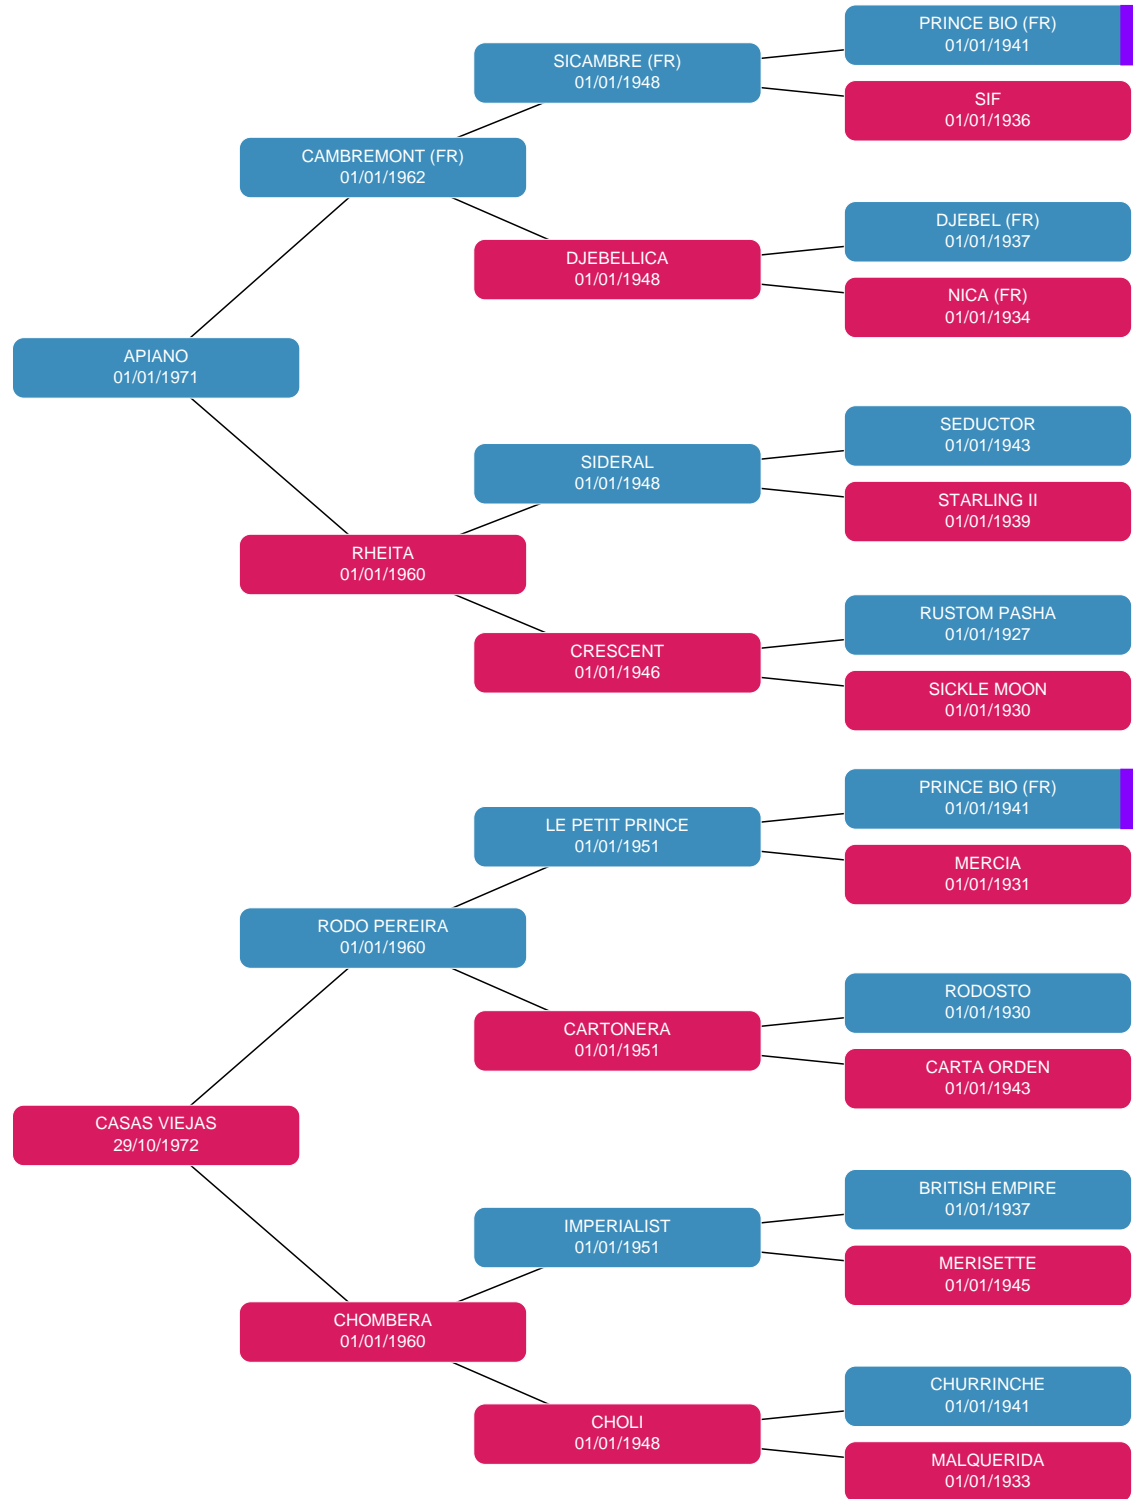 PRINCE BIO (FR)
01/01/1941
SICAMBRE (FR)
01/01/1948
SIF
01/01/1936
CAMBREMONT (FR)
01/01/1962
DJEBEL (FR)
01/01/1937
DJEBELLICA
01/01/1948
NICA (FR)
01/01/1934
APIANO
01/01/1971
SEDUCTOR
01/01/1943
SIDERAL
01/01/1948
STARLING II
01/01/1939
RHEITA
01/01/1960
RUSTOM PASHA
01/01/1927
CRESCENT
01/01/1946
SICKLE MOON
01/01/1930
PRINCE BIO (FR)
01/01/1941
LE PETIT PRINCE
01/01/1951
MERCIA
01/01/1931
RODO PEREIRA
01/01/1960
RODOSTO
01/01/1930
CARTONERA
01/01/1951
CARTA ORDEN
01/01/1943
CASAS VIEJAS
29/10/1972
BRITISH EMPIRE
01/01/1937
IMPERIALIST
01/01/1951
MERISETTE
01/01/1945
CHOMBERA
01/01/1960
CHURRINCHE
01/01/1941
CHOLI
01/01/1948
MALQUERIDA
01/01/1933